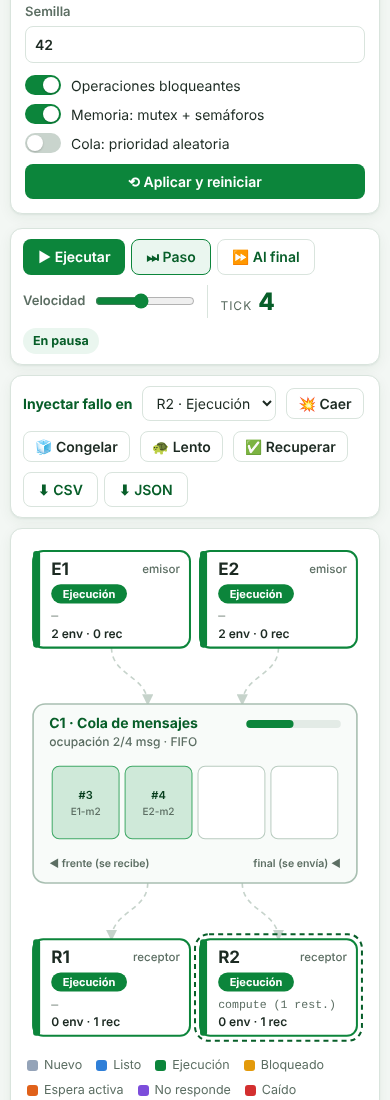 Semilla
42
Operaciones bloqueantes
Memoria: mutex + semáforos
Cola: prioridad aleatoria
⟲ Aplicar y reiniciar
▶ Ejecutar ⏭ Paso ⏩ Al final
Velocidad TICK 4
En pausa
Inyectar fallo en R2 · Ejecución 💥 Caer
🧊 Congelar 🐢 Lento ✅ Recuperar
⬇ CSV ⬇ JSON
E1 emisor
Ejecución
—
2 env · 0 rec
E2 emisor
Ejecución
—
2 env · 0 rec
C1 · Cola de mensajes
ocupación 2/4 msg · FIFO
#3
E1-m2
#4
E2-m2
◀ frente (se recibe) final (se envía) ◀
R1 receptor
Ejecución
—
0 env · 1 rec
R2 receptor
Ejecución
compute (1 rest.)
0 env · 1 rec
Nuevo Listo Ejecución Bloqueado
Espera activa No responde Caído